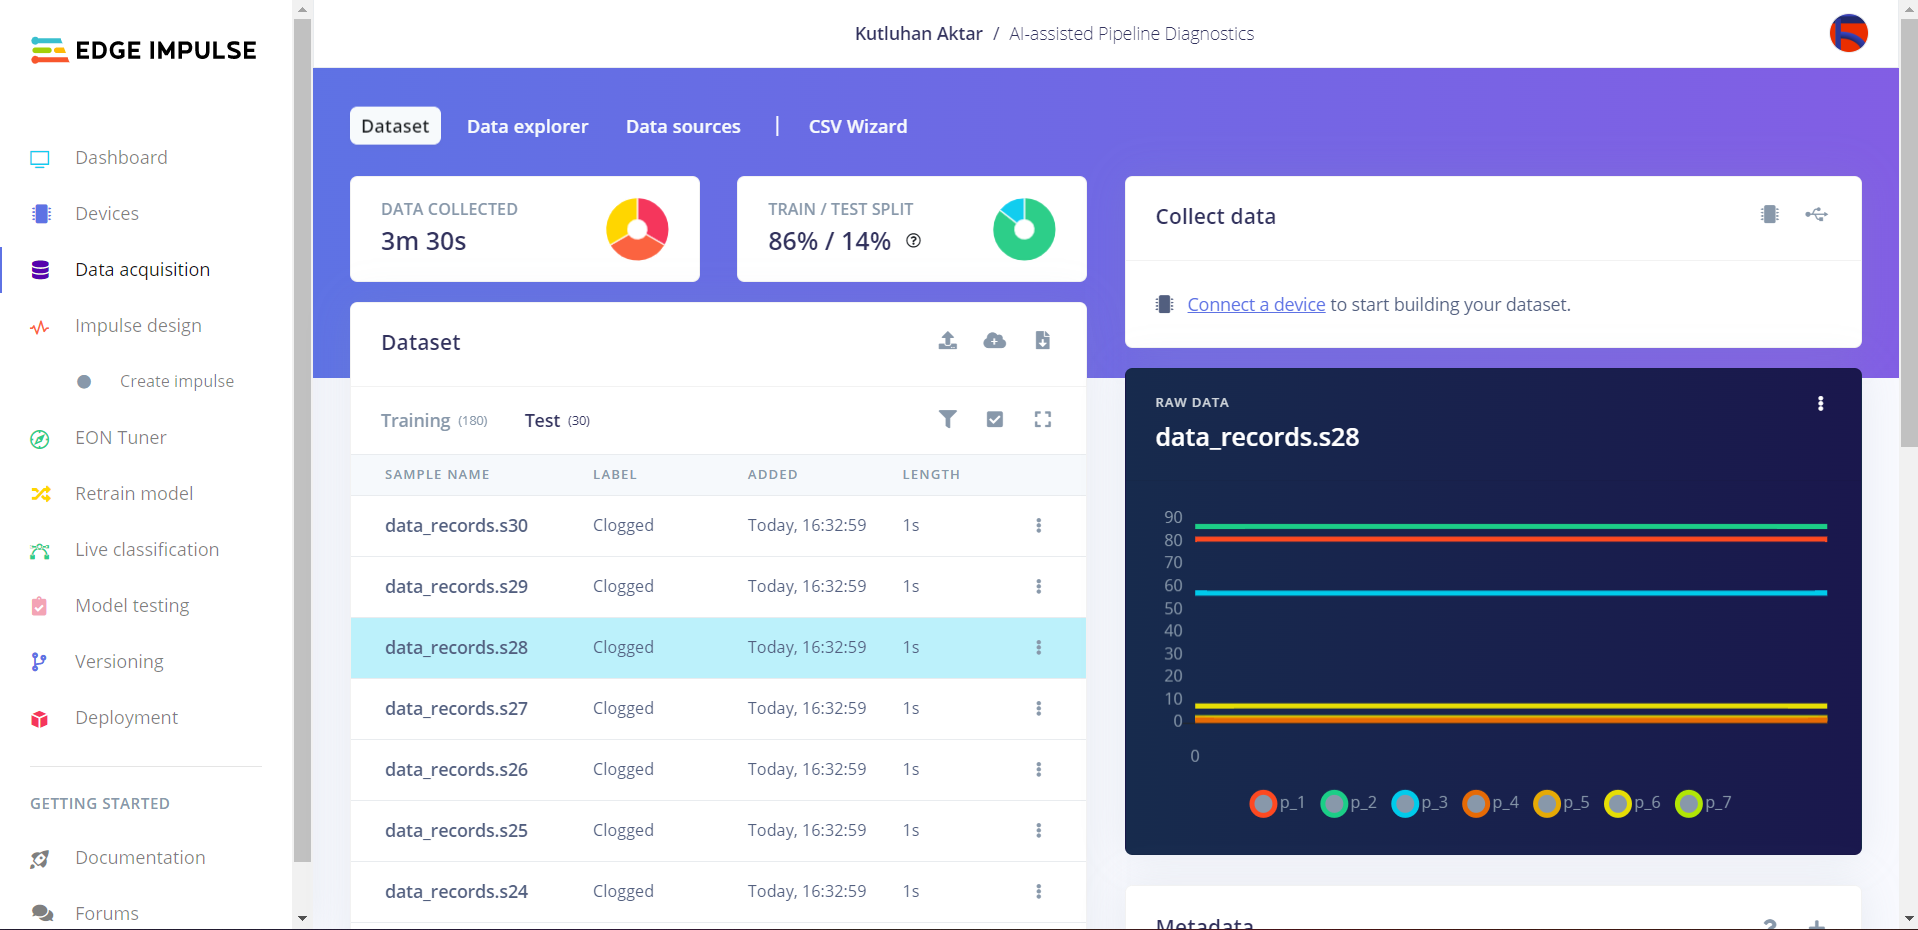 EDGE IMPULSE
Dashboard
Devices
Data acquisition
Impulse design
Create impulse
EON Tuner
Retrain model
Live classification
Model testing
Versioning
Deployment
GETTING STARTED
Documentation
Forums
Kutluhan Aktar / AI-assisted Pipeline Diagnostics
Dataset Data explorer Data sources | CSV Wizard
DATA COLLECTED
3m 30s
TRAIN / TEST SPLIT
86% / 14% ?
Dataset
Training (180) Test (30)
SAMPLE NAME LABEL ADDED LENGTH
data_records.s30 Clogged Today, 16:32:59 1s
data_records.s29 Clogged Today, 16:32:59 1s
data_records.s28 Clogged Today, 16:32:59 1s
data_records.s27 Clogged Today, 16:32:59 1s
data_records.s26 Clogged Today, 16:32:59 1s
data_records.s25 Clogged Today, 16:32:59 1s
data_records.s24 Clogged Today, 16:32:59 1s
Collect data
Connect a device to start building your dataset.
RAW DATA
data_records.s28
90
80
70
60
50
40
30
20
10
0
0
p_1 p_2 p_3 p_4 p_5 p_6 p_7
Metadata ? +